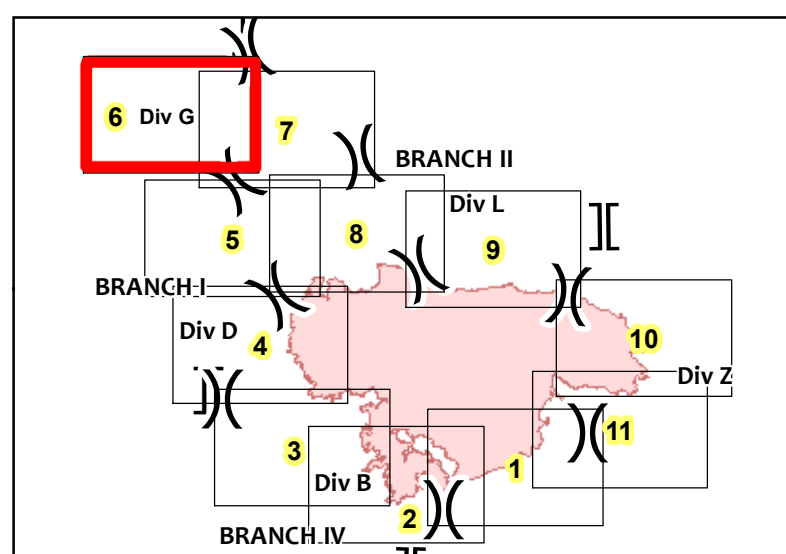 6 Div G
7
BRANCH II
Div L
5
8
9
BRANCH I
Div D
4
10
Div Z
3
11
1
Div B
2
BRANCH IV